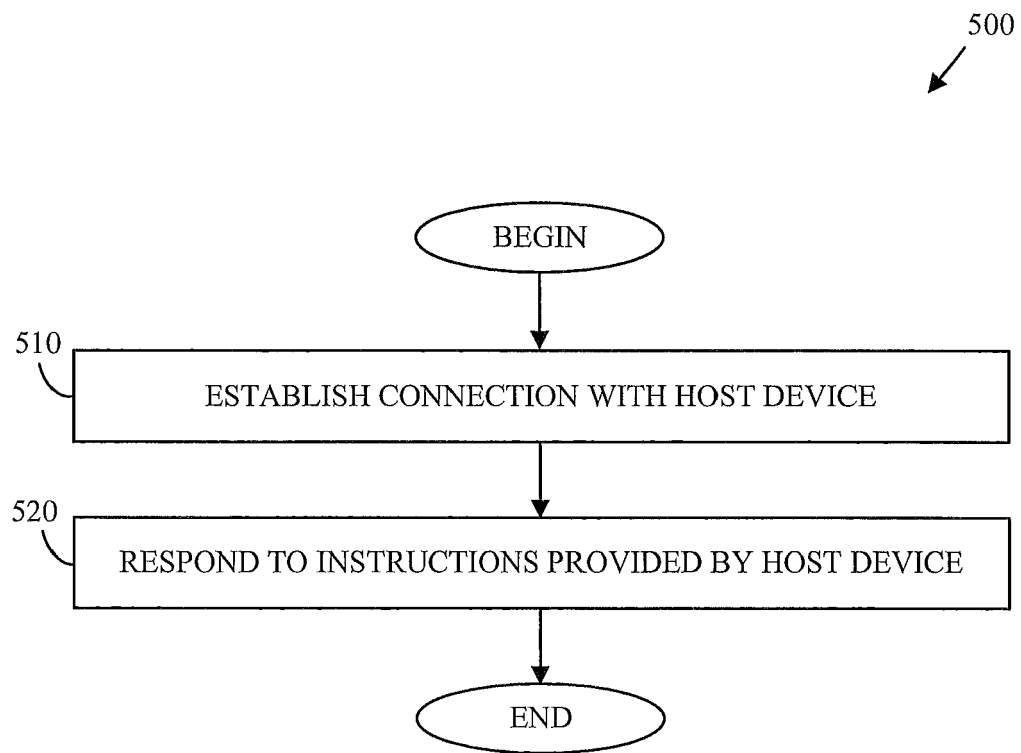 500
BEGIN
510
ESTABLISH CONNECTION WITH HOST DEVICE
520
RESPOND TO INSTRUCTIONS PROVIDED BY HOST DEVICE
END